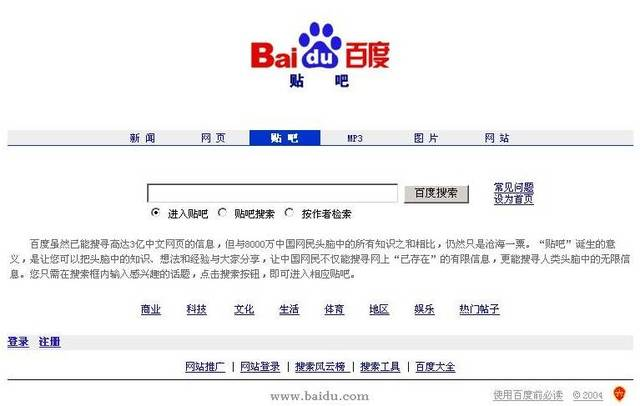 Baidu百度
贴 吧
新 闻 网 页 贴 吧 MP3 图 片 网 站
百度搜索 常见问题
设为首页
进入贴吧 贴吧搜索 按作者检索
百度虽然已能搜寻高达3亿中文网页的信息，但与8000万中国网民头脑中的所有知识之和相比，仍然只是沧海一粟。“贴吧”诞生的意
义，是让您可以把头脑中的知识、想法和经验与大家分享，让中国网民不仅能搜寻网上“已存在”的有限信息，更能搜寻人类头脑中的无限信
息。您只需在搜索框内输入感兴趣的话题，点击搜索按钮，即可进入相应贴吧。
商业 科技 文化 生活 体育 地区 娱乐 热门帖子
登录 注册
网站推广 | 网站登录 | 搜索风云榜 | 搜索工具 | 百度大全
www.baidu.com 使用百度前必读 © 2004